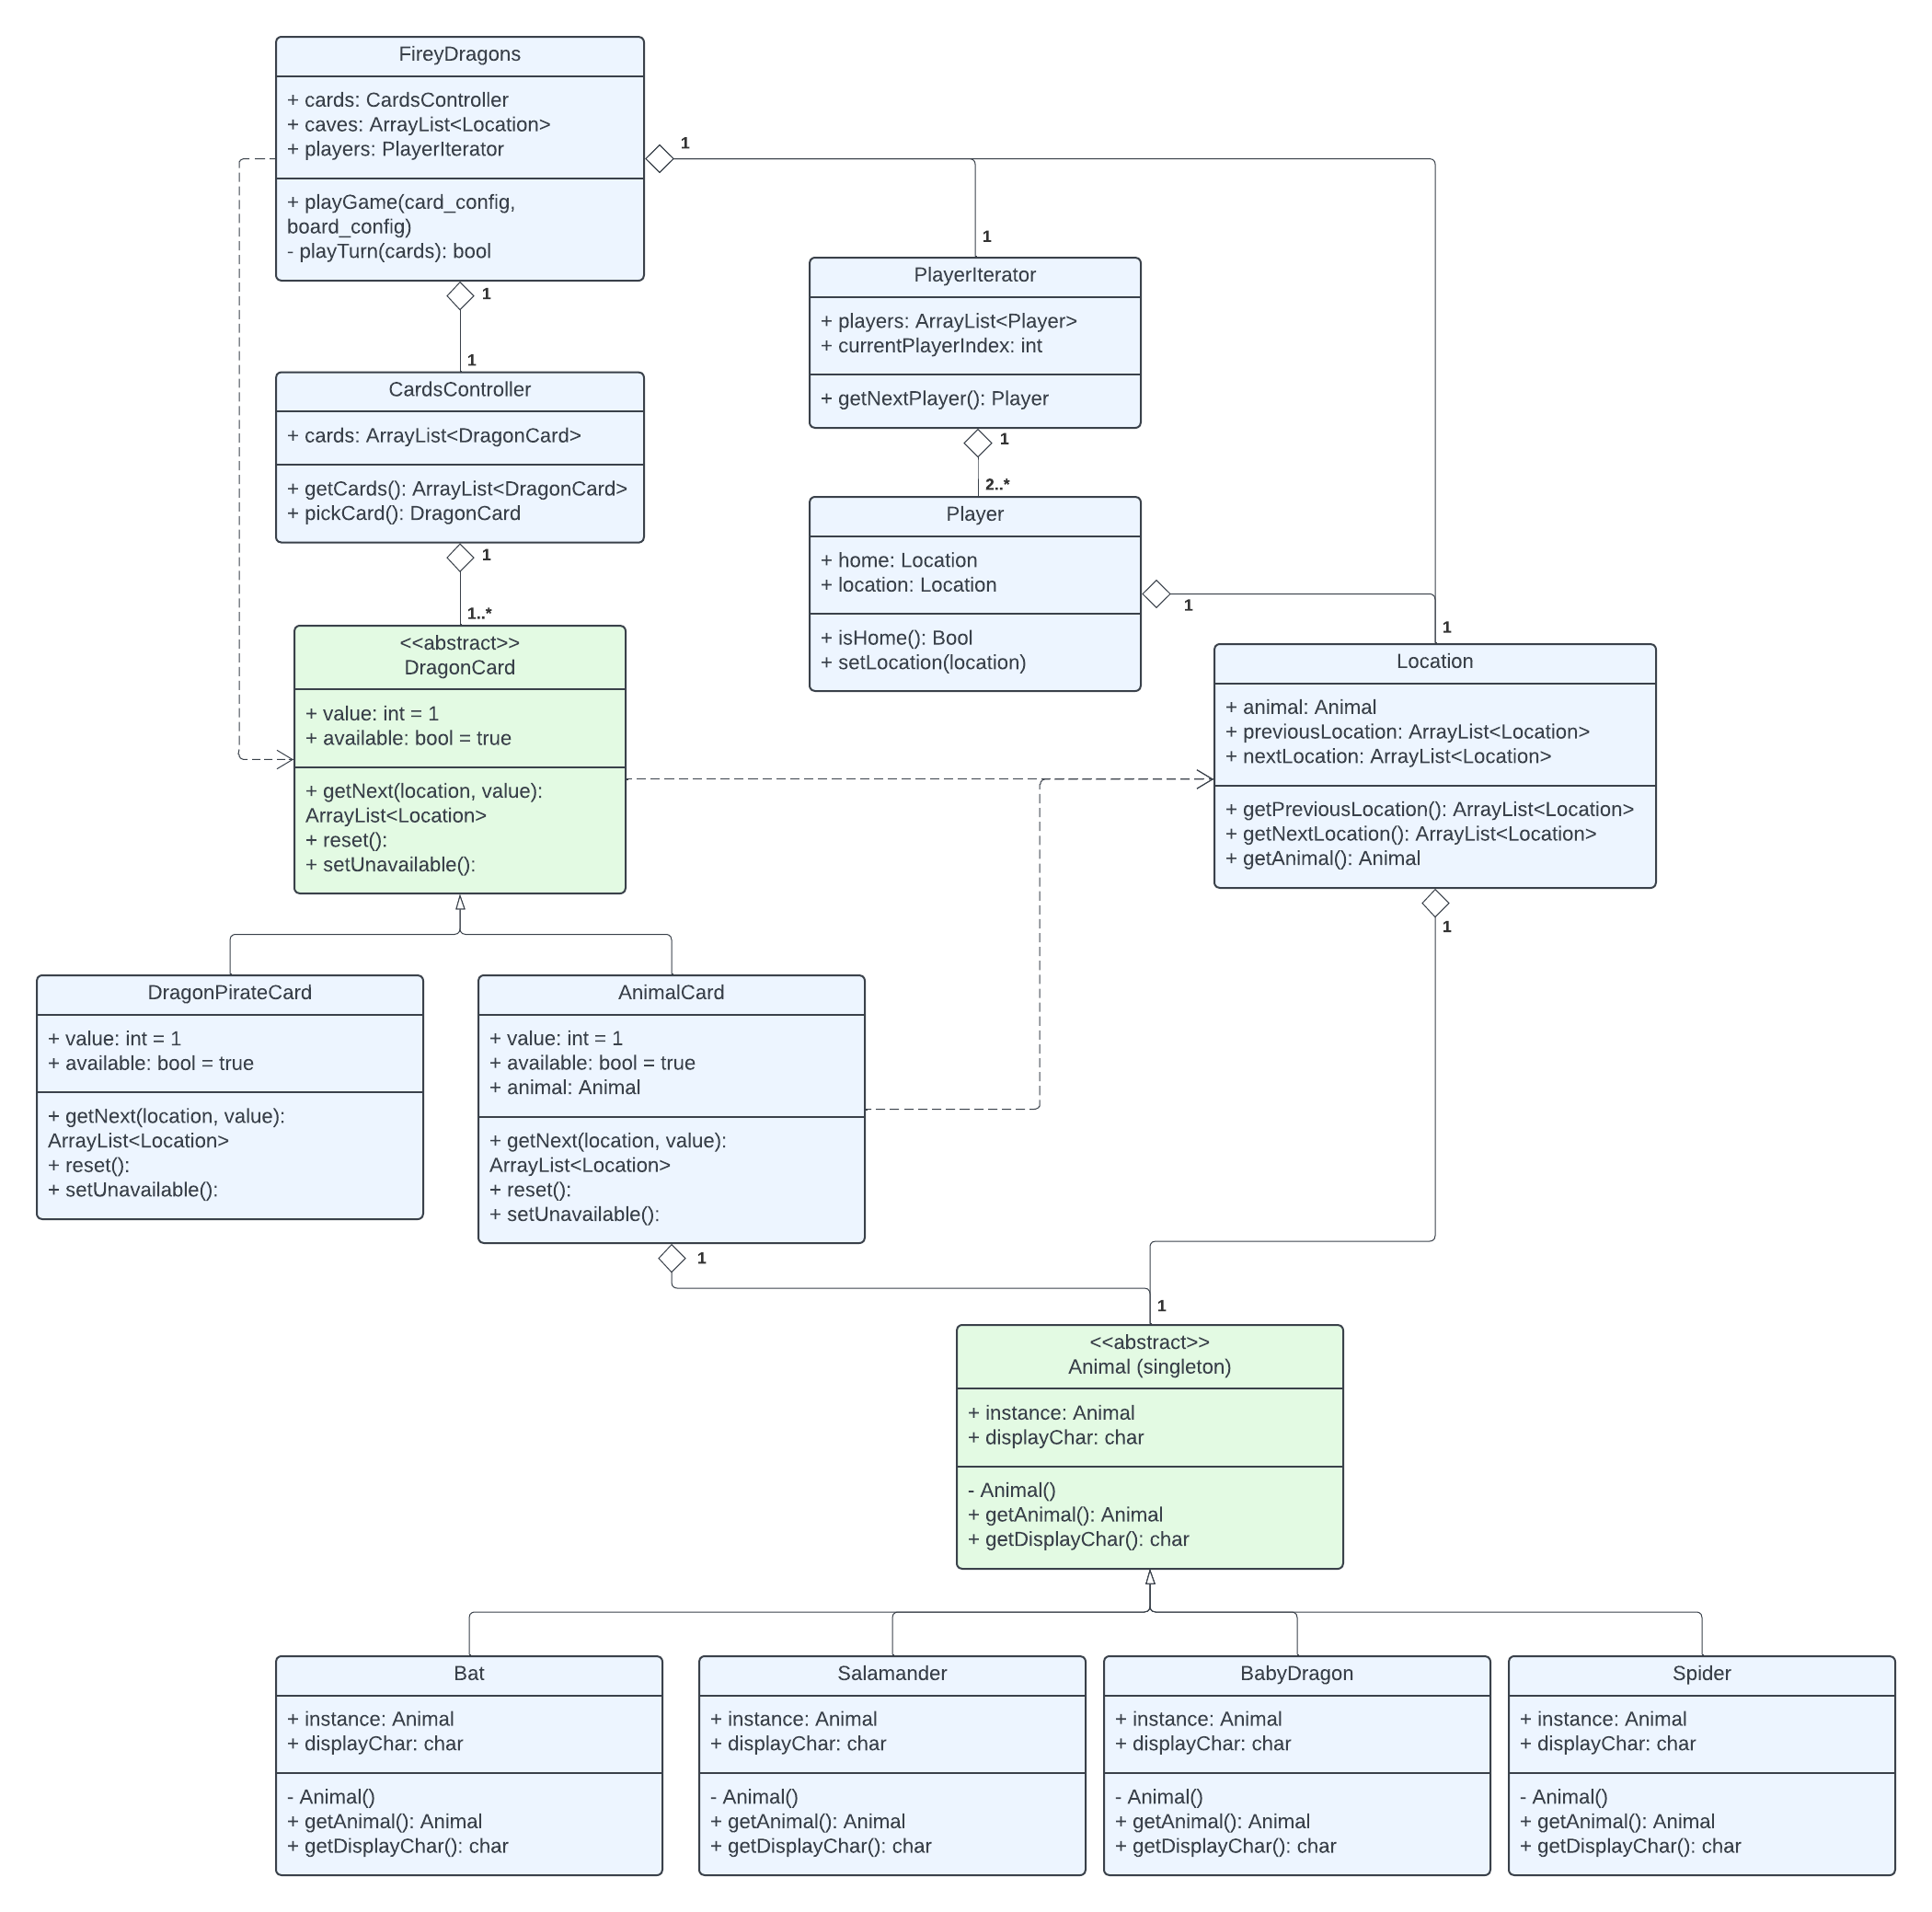 FireyDragons
+ cards: CardsController
+ caves: ArrayList<Location>
+ players: PlayerIterator
+ playGame(card_config,
board_config)
- playTurn(cards): bool
1
1
1
1
PlayerIterator
+ players: ArrayList<Player>
+ currentPlayerIndex: int
+ getNextPlayer(): Player
1
2..*
CardsController
+ cards: ArrayList<DragonCard>
+ getCards(): ArrayList<DragonCard>
+ pickCard(): DragonCard
1
1..*
Player
+ home: Location
+ location: Location
+ isHome(): Bool
+ setLocation(location)
1
1
<<abstract>>
DragonCard
+ value: int = 1
+ available: bool = true
+ getNext(location, value):
ArrayList<Location>
+ reset():
+ setUnavailable():
Location
+ animal: Animal
+ previousLocation: ArrayList<Location>
+ nextLocation: ArrayList<Location>
+ getPreviousLocation(): ArrayList<Location>
+ getNextLocation(): ArrayList<Location>
+ getAnimal(): Animal
1
DragonPirateCard
+ value: int = 1
+ available: bool = true
+ getNext(location, value):
ArrayList<Location>
+ reset():
+ setUnavailable():
AnimalCard
+ value: int = 1
+ available: bool = true
+ animal: Animal
+ getNext(location, value):
ArrayList<Location>
+ reset():
+ setUnavailable():
1
1
<<abstract>>
Animal (singleton)
+ instance: Animal
+ displayChar: char
- Animal()
+ getAnimal(): Animal
+ getDisplayChar(): char
Bat
+ instance: Animal
+ displayChar: char
- Animal()
+ getAnimal(): Animal
+ getDisplayChar(): char
Salamander
+ instance: Animal
+ displayChar: char
- Animal()
+ getAnimal(): Animal
+ getDisplayChar(): char
BabyDragon
+ instance: Animal
+ displayChar: char
- Animal()
+ getAnimal(): Animal
+ getDisplayChar(): char
Spider
+ instance: Animal
+ displayChar: char
- Animal()
+ getAnimal(): Animal
+ getDisplayChar(): char